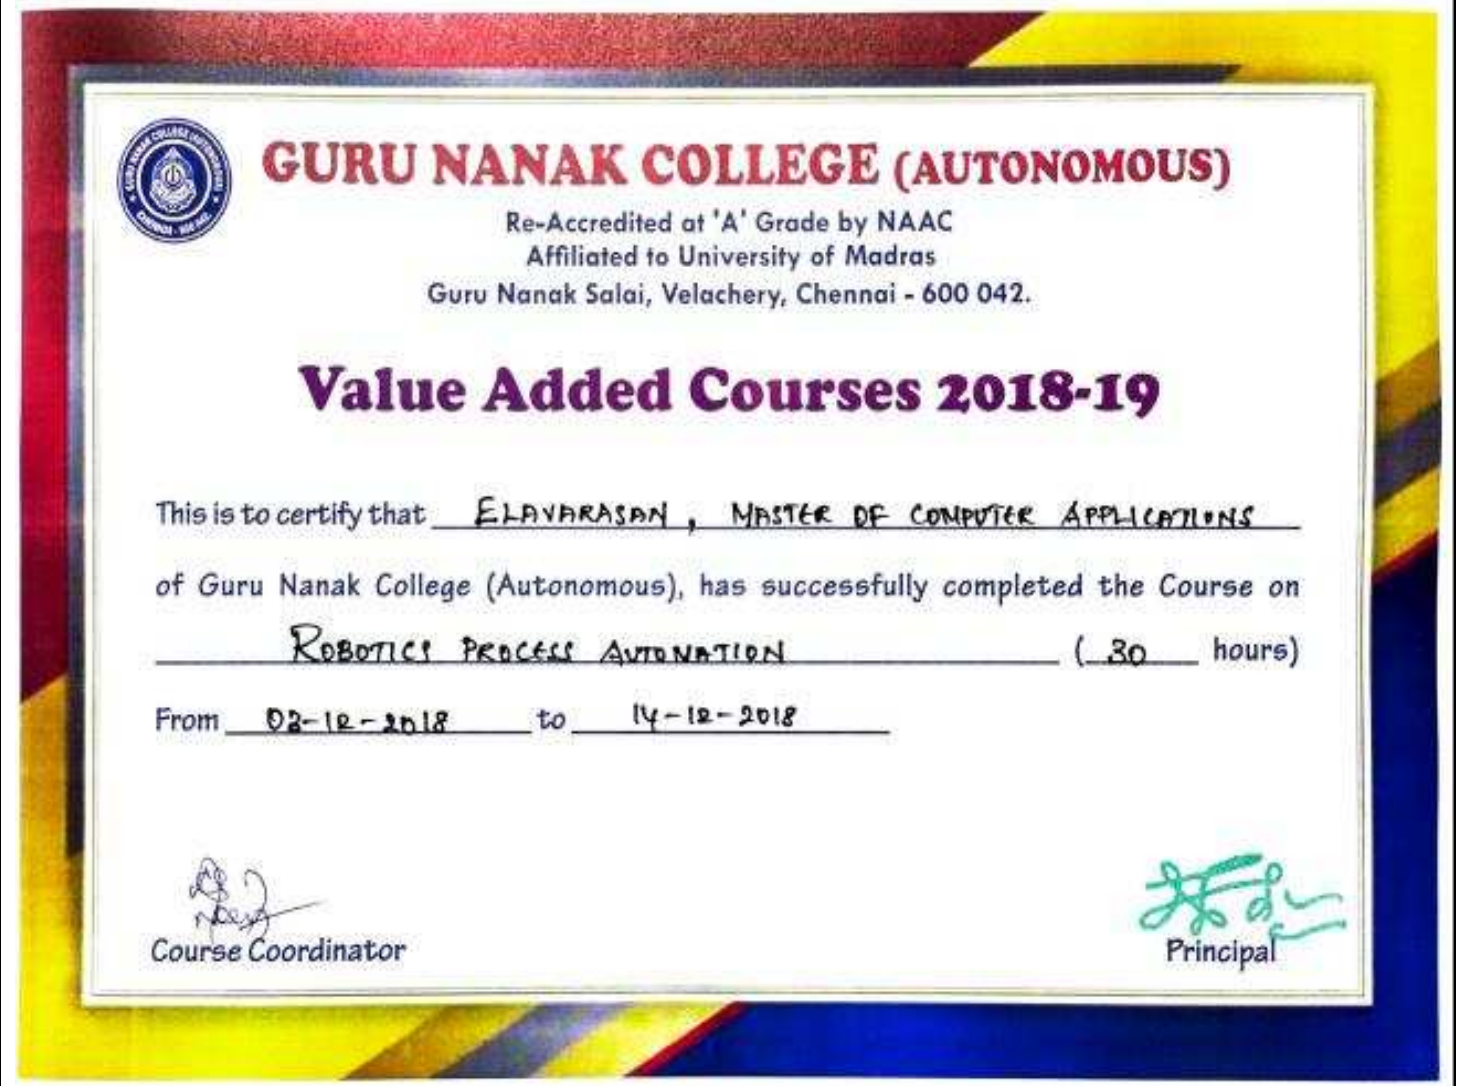 GURU NANAK COLLEGE (AUTONOMOUS)
Re-Accredited at 'A' Grade by NAAC
Affiliated to University of Madras
Guru Nanak Salai, Velachery, Chennai - 600 042.
Value Added Courses 2018-19
This is to certify that ELAVARASAN, MASTER OF COMPUTER APPLICATIONS
of Guru Nanak College (Autonomous), has successfully completed the Course on
ROBOTICS PROCESS AUTOMATION (30 hours)
From 03-12-2018 to 14-12-2018
Course Coordinator
Principal